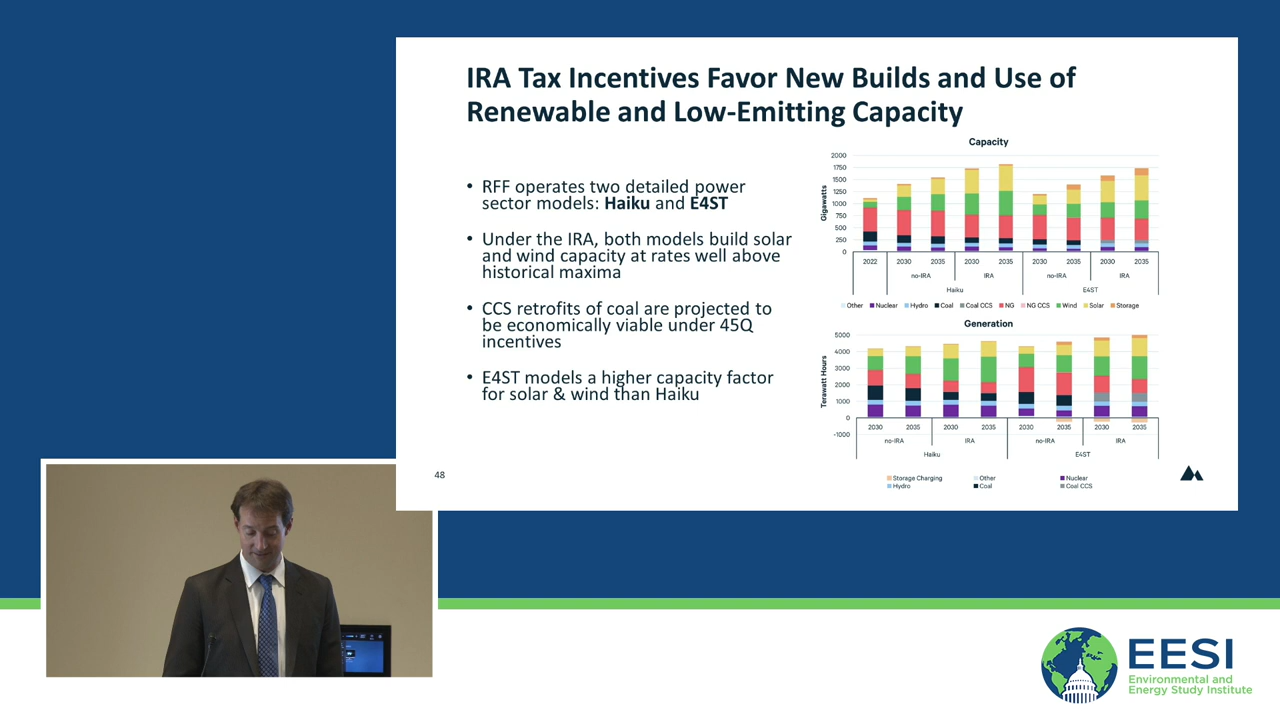 IRA Tax Incentives Favor New Builds and Use of
Renewable and Low-Emitting Capacity
• RFF operates two detailed power
sector models: Haiku and E4ST
• Under the IRA, both models build solar
and wind capacity at rates well above
historical maxima
• CCS retrofits of coal are projected to
be economically viable under 45Q
incentives
• E4ST models a higher capacity factor
for solar & wind than Haiku
48
Capacity
Gigawatts
2000
1750
1500
1250
1000
750
500
250
0
2022 2030 2035 2030 2035 2030 2035 2030 2035
no-IRA IRA no-IRA IRA
Haiku E4ST
Other Nuclear Hydro Coal Coal CCS NG NG CCS Wind Solar Storage
Generation
Terawatt Hours
5000
4000
3000
2000
1000
0
-1000
2030 2035 2030 2035 2030 2035 2030 2035
no-IRA IRA no-IRA IRA
Haiku E4ST
Storage Charging Other Nuclear
Hydro Coal Coal CCS
EESI
Environmental and
Energy Study Institute